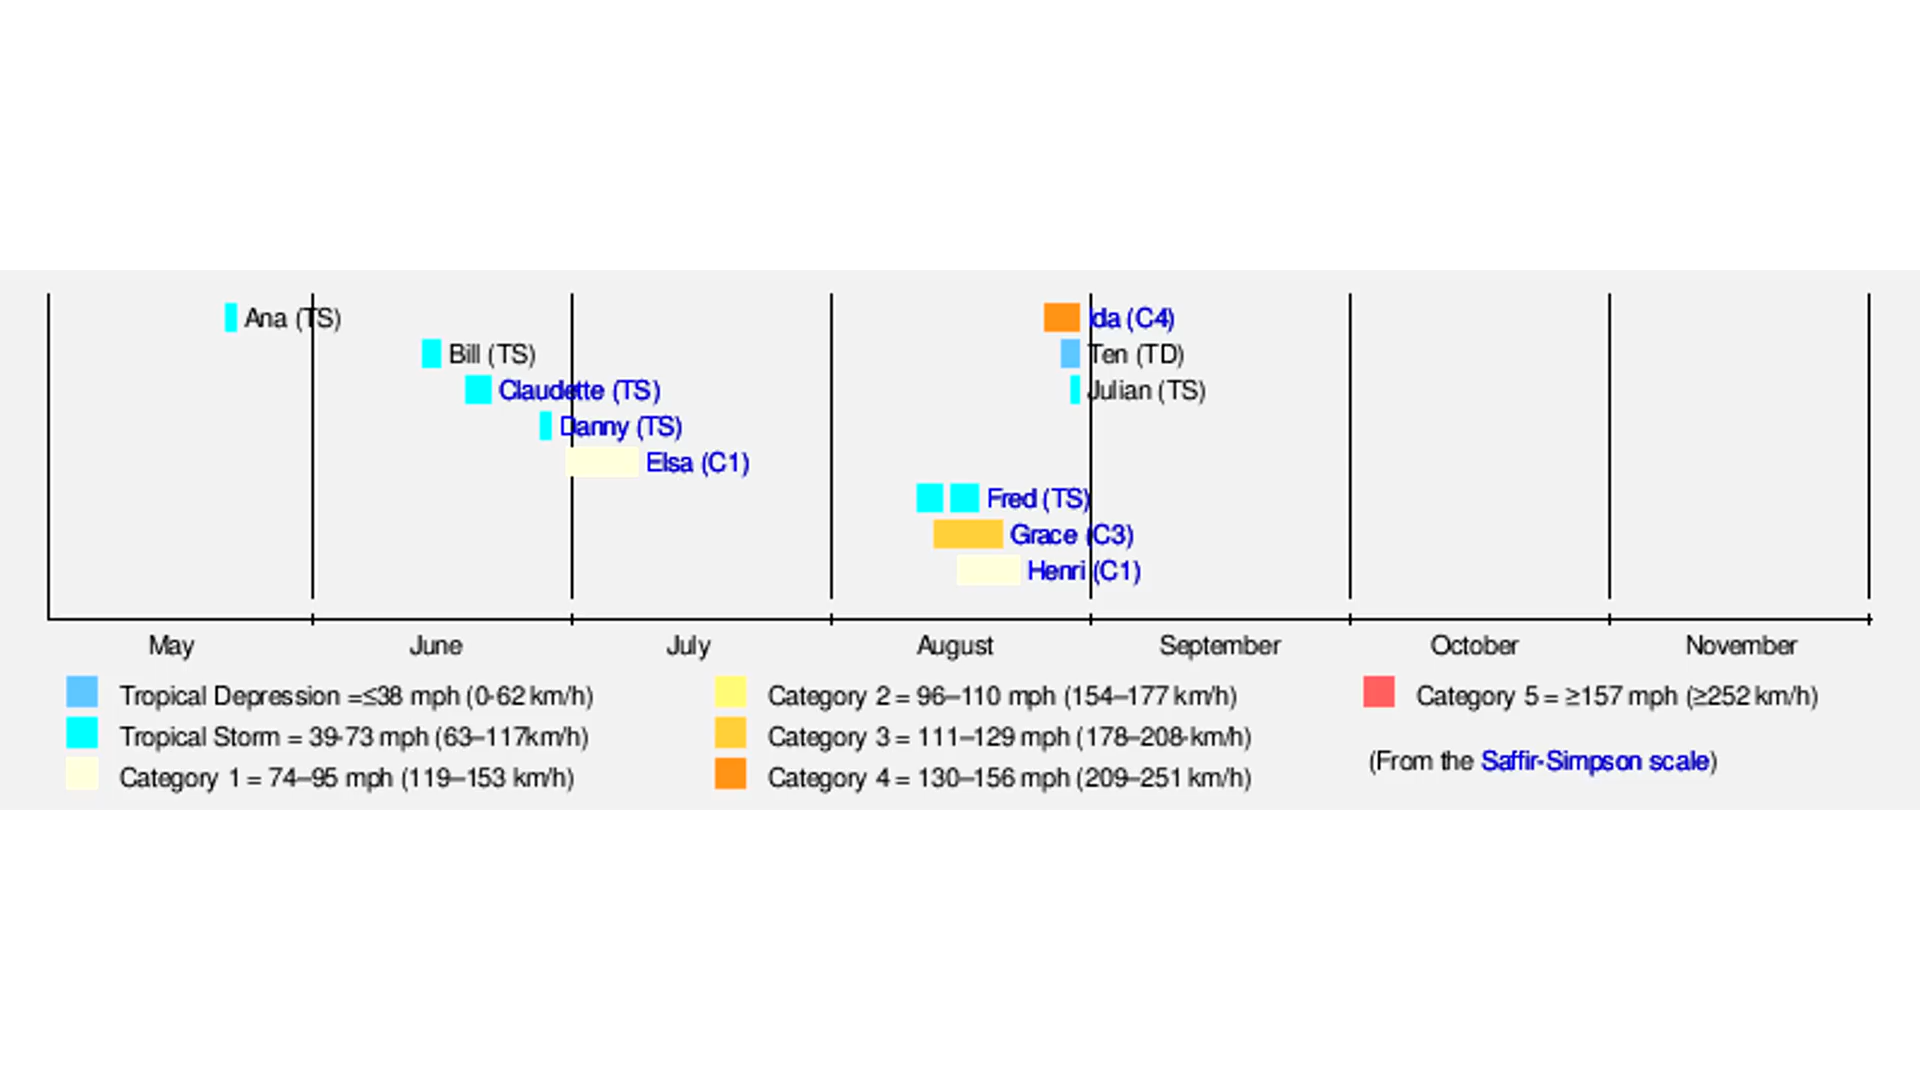 Ana (TS)
Bill (TS)
Claudette (TS)
Danny (TS)
Elsa (C1)
Fred (TS)
Grace (C3)
Henri (C1)
Ida (C4)
Ten (TD)
Julian (TS)
May June July August September October November
Tropical Depression =≤38 mph (0-62 km/h)
Tropical Storm = 39-73 mph (63–117km/h)
Category 1 = 74–95 mph (119–153 km/h)
Category 2 = 96–110 mph (154–177 km/h)
Category 3 = 111–129 mph (178–208-km/h)
Category 4 = 130–156 mph (209–251 km/h)
Category 5 = ≥157 mph (≥252 km/h)
(From the Saffir-Simpson scale)